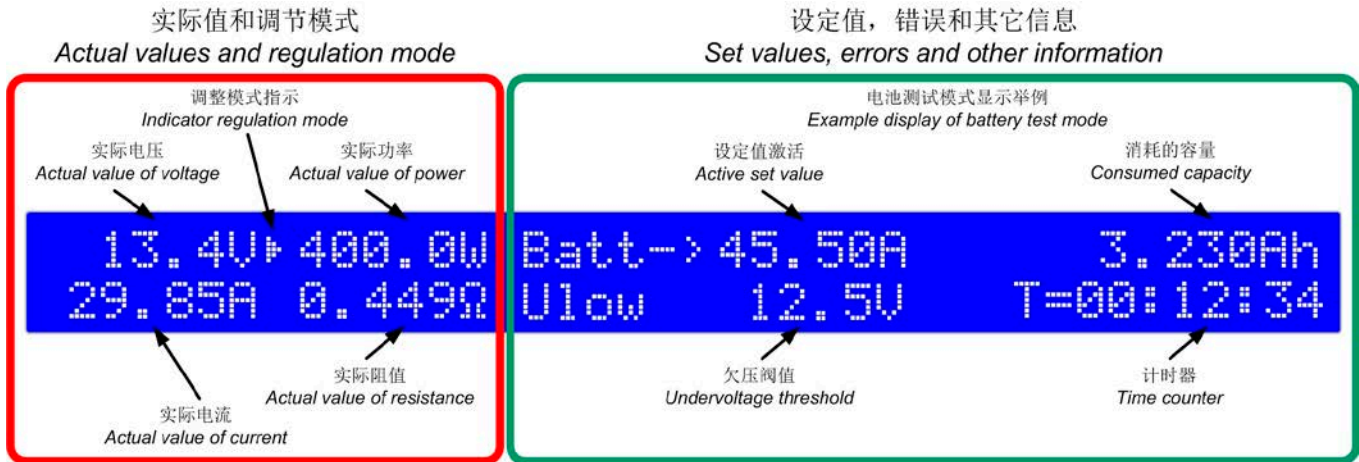 实际值和调节模式
Actual values and regulation mode
设定值，错误和其它信息
Set values, errors and other information
调整模式指示
Indicator regulation mode
实际电压
Actual value of voltage
实际功率
Actual value of power
电池测试模式显示举例
Example display of battery test mode
设定值激活
Active set value
消耗的容量
Consumed capacity
13.4V▶400.0W Batt->45.50A 3.230Ah
29.85A 0.449Ω Ulow 12.5V T=00:12:34
实际电流
Actual value of current
实际阻值
Actual value of resistance
欠压阀值
Undervoltage threshold
计时器
Time counter